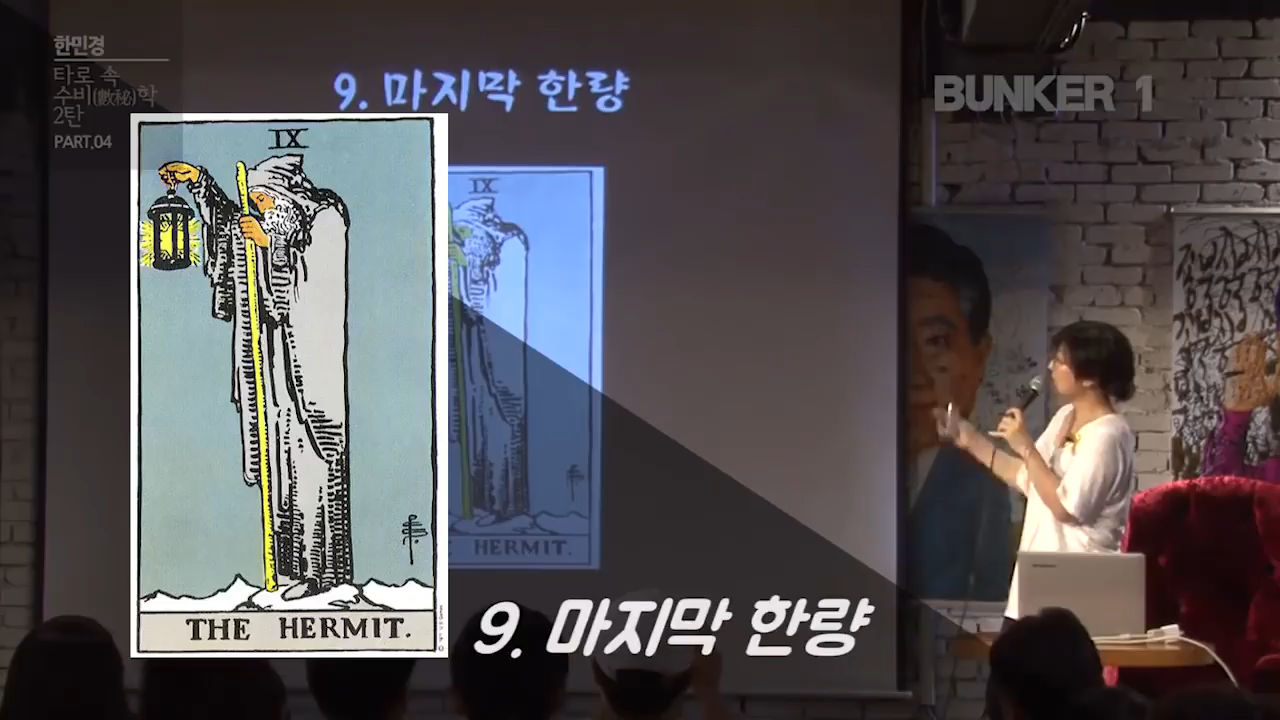 한민경
타로 속
수비(數秘)학
2탄
PART.04
9. 마지막 한량
BUNKER 1
IX
THE HERMIT.
IX
HERMIT.
9. 마지막 한량